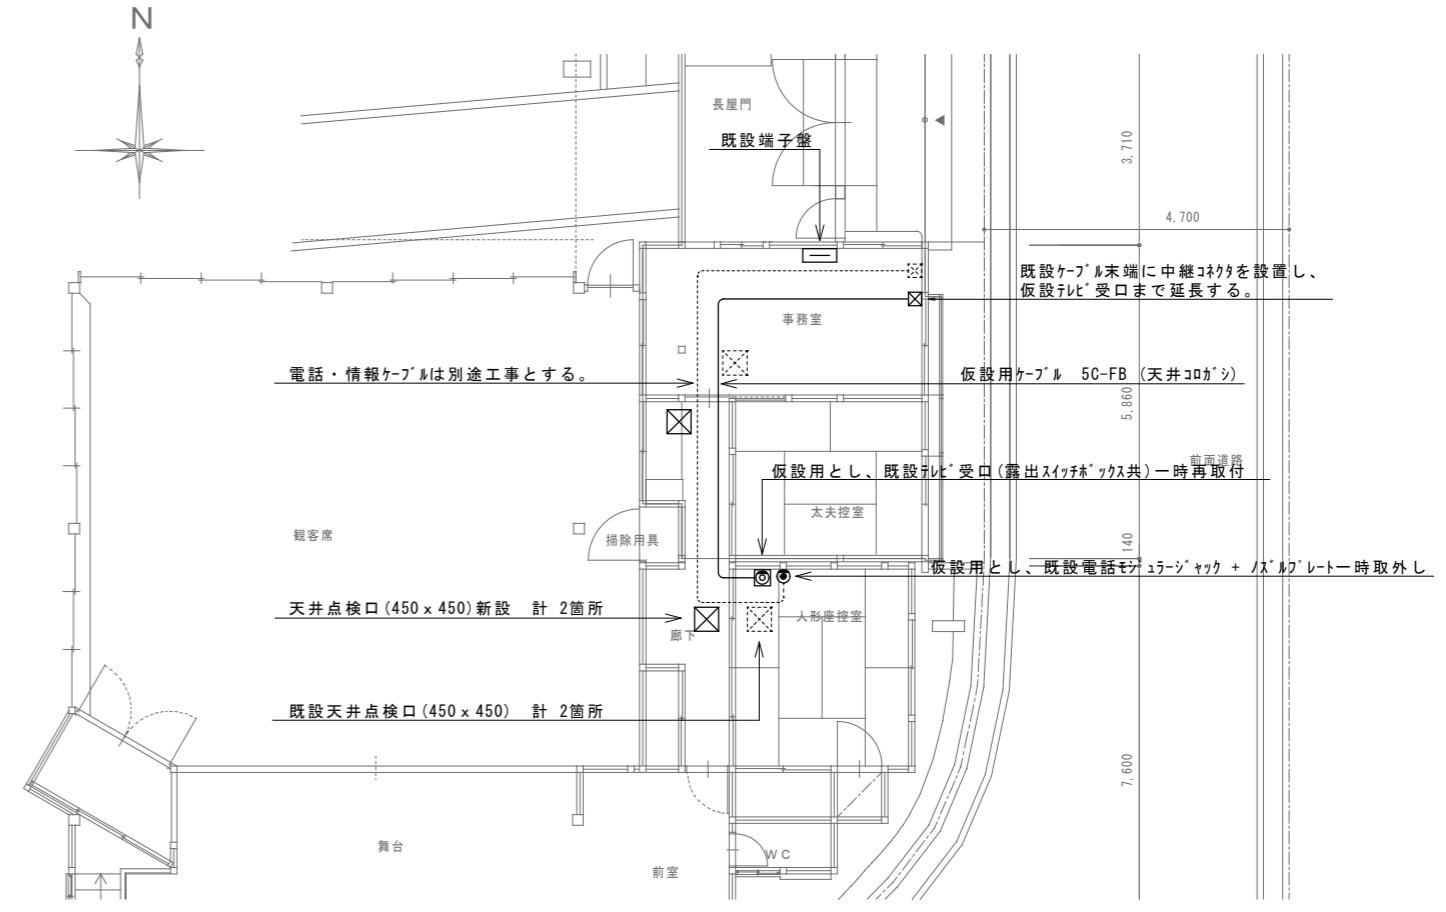 N
長屋門
既設端子盤
3,710
4,700
既設ｹｰﾌﾞﾙ末端に中継ｺﾈｸﾀを設置し、
仮設ﾃﾚﾋﾞ受口まで延長する。
事務室
電話・情報ｹｰﾌﾞﾙは別途工事とする。
仮設用ｹｰﾌﾞﾙ 5C-FB (天井ｺﾛｶﾞｼ)
5,860
前面道路
仮設用とし、既設ﾃﾚﾋﾞ受口(露出ｽｲｯﾁﾎﾞｯｸｽ共)一時再取付
太夫控室
観客席
掃除用具
140
仮設用とし、既設電話ﾓｼﾞｭﾗｰｼﾞｬｯｸ + ﾉｽﾞﾙﾌﾟﾚｰﾄ一時取外し
天井点検口(450ｘ450)新設 計 2箇所
人形座控室
廊下
既設天井点検口(450ｘ450) 計 2箇所
7,600
舞台
WC
前室